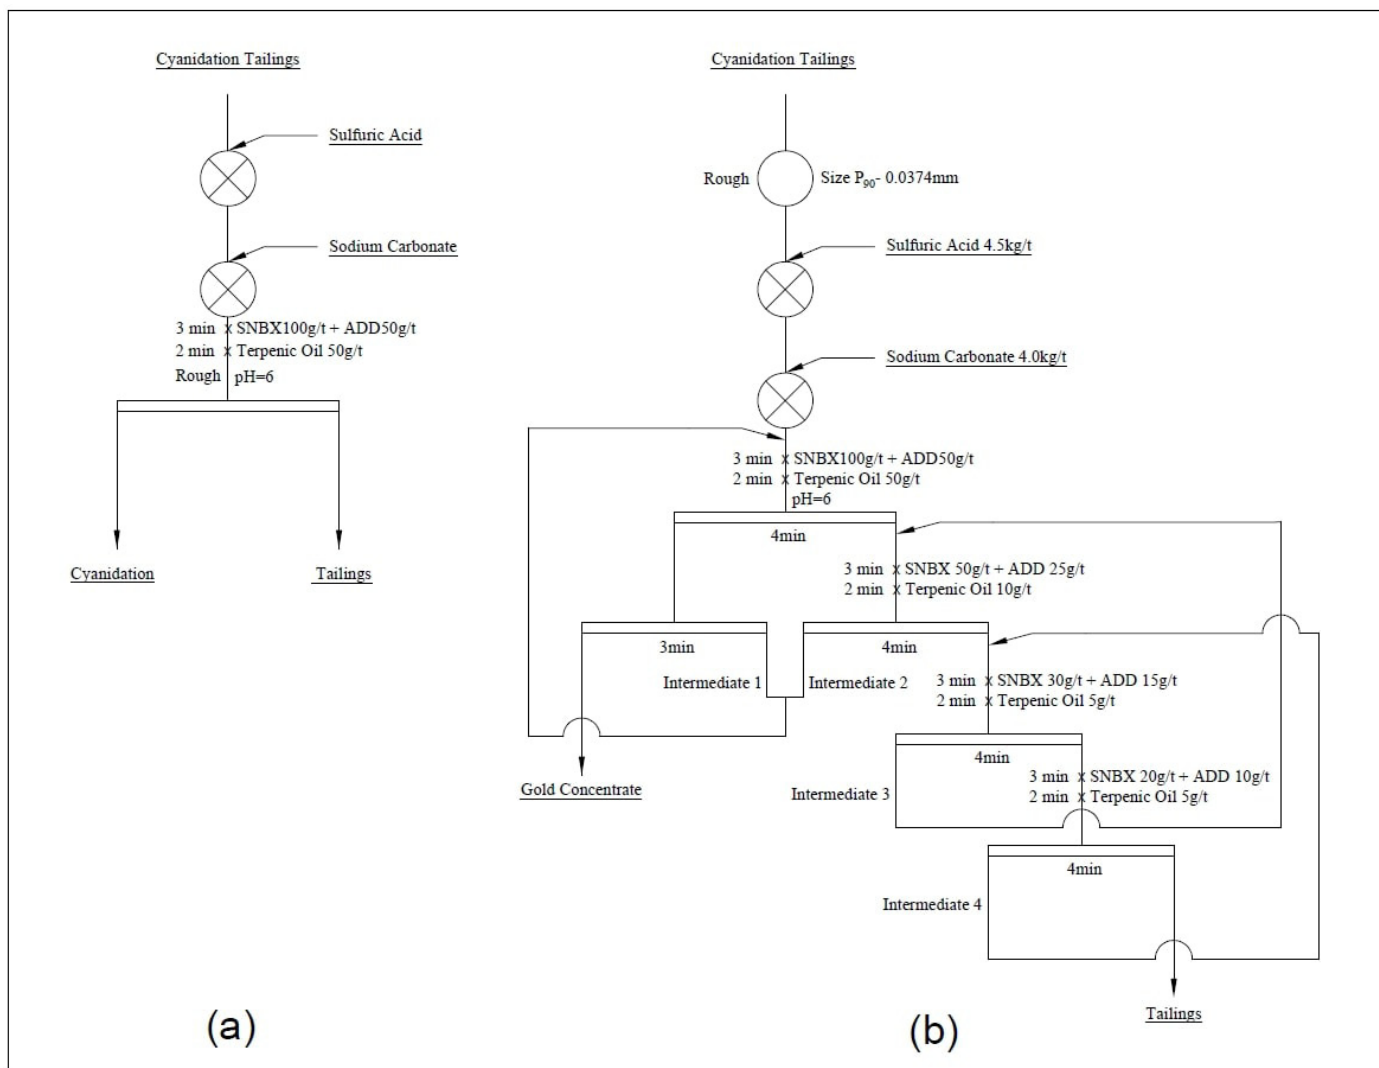 Cyanidation Tailings
Sulfuric Acid
Sodium Carbonate
3 min x SNBX100g/t + ADD50g/t
2 min x Terpenic Oil 50g/t
Rough pH=6
Cyanidation
Tailings
(a)
Cyanidation Tailings
Rough Size P90- 0.0374mm
Sulfuric Acid 4.5kg/t
Sodium Carbonate 4.0kg/t
3 min x SNBX100g/t + ADD50g/t
2 min x Terpenic Oil 50g/t
pH=6
4min
3 min x SNBX 50g/t + ADD 25g/t
2 min x Terpenic Oil 10g/t
3min
4min
Intermediate 1
Intermediate 2
3 min x SNBX 30g/t + ADD 15g/t
2 min x Terpenic Oil 5g/t
Gold Concentrate
4min
Intermediate 3
3 min x SNBX 20g/t + ADD 10g/t
2 min x Terpenic Oil 5g/t
4min
Intermediate 4
Tailings
(b)